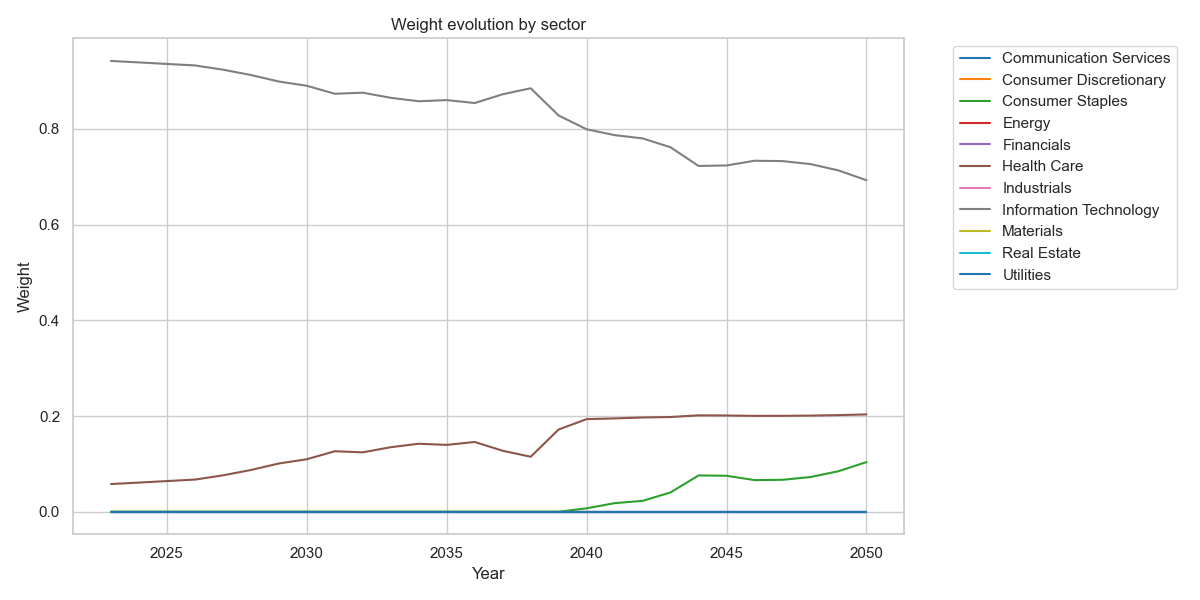 Weight evolution by sector
Weight
0.8
0.6
0.4
0.2
0.0
2025
2030
2035
2040
2045
2050
Year
Communication Services
Consumer Discretionary
Consumer Staples
Energy
Financials
Health Care
Industrials
Information Technology
Materials
Real Estate
Utilities